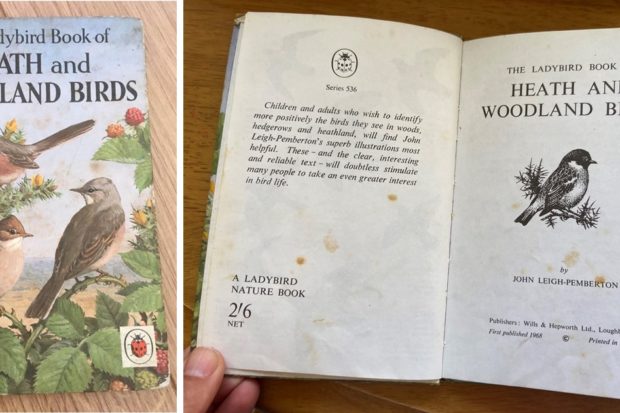 dybird Book of
ATH and
LAND BIRDS
Series 536
Children and adults who wish to identify
more positively the birds they see in woods,
hedgerows and heathland, will find John
Leigh-Pemberton's superb illustrations most
helpful. These – and the clear, interesting
and reliable text – will doubtless stimulate
many people to take an even greater interest
in bird life.
A LADYBIRD
NATURE BOOK
2'6
NET
THE LADYBIRD BOOK
HEATH AN
WOODLAND B
by
JOHN LEIGH-PEMBERTON
Publishers: Wills & Hepworth Ltd., Loughb
First published 1968 © Printed in